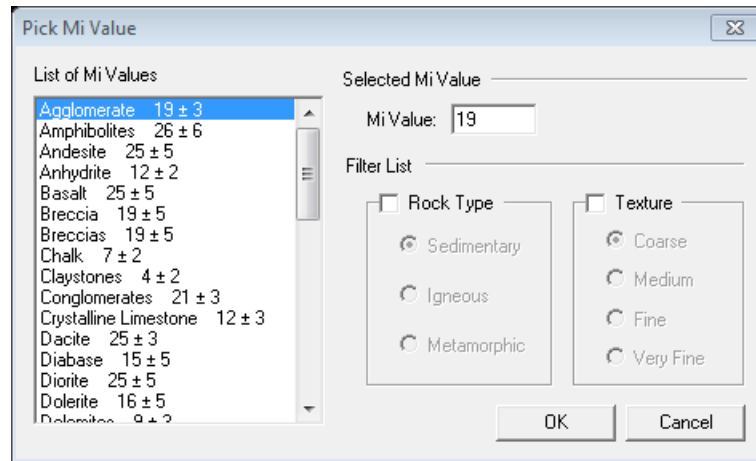 Pick Mi Value
List of Mi Values
Agglomerate 19 ± 3
Amphibolites 26 ± 6
Andesite 25 ± 5
Anhydrite 12 ± 2
Basalt 25 ± 5
Breccia 19 ± 5
Breccias 19 ± 5
Chalk 7 ± 2
Claystones 4 ± 2
Conglomerates 21 ± 3
Crystalline Limestone 12 ± 3
Dacite 25 ± 3
Diabase 15 ± 5
Diorite 25 ± 5
Dolerite 16 ± 5
Dolomites 9 ± 3
Selected Mi Value
Mi Value: 19
Filter List
Rock Type
Sedimentary
Igneous
Metamorphic
Texture
Coarse
Medium
Fine
Very Fine
OK Cancel